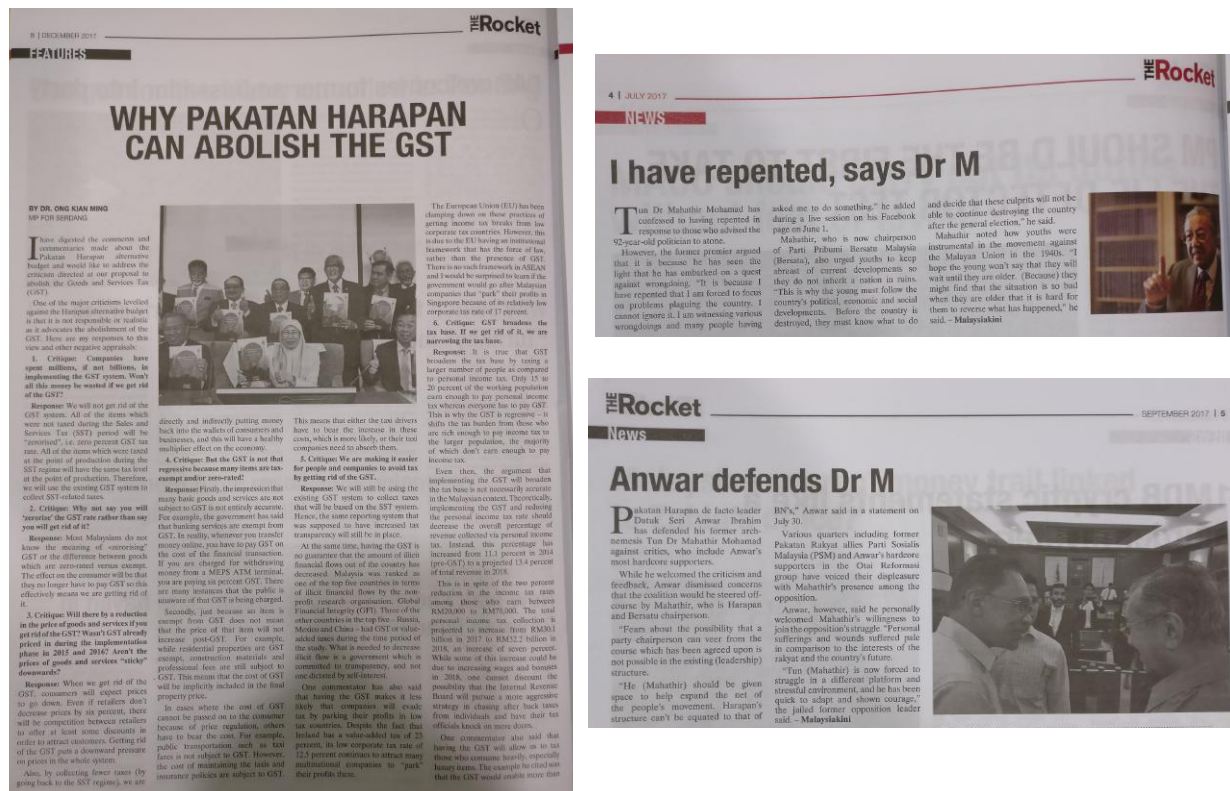 8 | DECEMBER 2017
THE Rocket
FEATURES
WHY PAKATAN HARAPAN
CAN ABOLISH THE GST
BY DR. ONG KIAN MING
MP FOR SERDANG
I have digested the comments and
commentaries made about the
Pakatan Harapan alternative
budget and would like to address the
criticism directed at our proposal to
abolish the Goods and Services Tax
(GST).
One of the major criticisms levelled
against the Harapan alternative budget
is that it is not responsible or realistic
as it advocates the abolishment of the
GST. Here are my responses to this
view and other negative appraisals:
1. Critique: Companies have
spent millions, if not billions, in
implementing the GST system. Won't
all this money be wasted if we get rid
of the GST?
Response: We will not get rid of the
GST system. All of the items which
were not taxed during the Sales and
Services Tax (SST) period will be
"zerorised", i.e. zero percent GST tax
rate. All of the items which were taxed
at the point of production during the
SST regime will have the same tax level
at the point of production. Therefore,
we will use the existing GST system to
collect SST-related taxes.
2. Critique: Why not say you will
'zerorise' the GST rate rather than say
you will get rid of it?
Response: Most Malaysians do not
know the meaning of «zerorising»
GST or the difference between goods
which are zero-rated versus exempt.
The effect on the consumer will be that
they no longer have to pay GST so this
effectively means we are getting rid of
it.
3. Critique: Will there by a reduction
in the price of goods and services if you
get rid of the GST? Wasn't GST already
priced in during the implementation
phase in 2015 and 2016? Aren't the
prices of goods and services "sticky"
downwards?
Response: When we get rid of the
GST, consumers will expect prices
to go down. Even if retailers don't
decrease prices by six percent, there
will be competition between retailers
to offer at least some discounts in
order to attract customers. Getting rid
of the GST puts a downward pressure
on prices in the whole system.
Also, by collecting fewer taxes (by
going back to the SST regime), we are
directly and indirectly putting money
back into the wallets of consumers and
businesses, and this will have a healthy
multiplier effect on the economy.
4. Critique: But the GST is not that
regressive because many items are tax-
exempt and/or zero-rated?
Response: Firstly, the impression that
many basic goods and services are not
subject to GST is not entirely accurate.
For example, the government has said
that banking services are exempt from
GST. In reality, whenever you transfer
money online, you have to pay GST on
the cost of the financial transaction.
If you are charged for withdrawing
money from a MEPS ATM terminal,
you are paying six percent GST. There
are many instances that the public is
unaware of that GST is being charged.
Secondly, just because an item is
exempt from GST does not mean
that the price of that item will not
increase post-GST. For example,
while residential properties are GST
exempt, construction materials and
professional fees are still subject to
GST. This means that the cost of GST
will be implicitly included in the final
property price.
In cases where the cost of GST
cannot be passed on to the consumer
because of price regulation, others
have to bear the cost. For example,
public transportation such as taxi
fares is not subject to GST. However,
the cost of maintaining the taxis and
insurance policies are subject to GST.
This means that either the taxi drivers
have to bear the increase in these
costs, which is more likely, or their taxi
companies need to absorb them.
5. Critique: We are making it easier
for people and companies to avoid tax
by getting rid of the GST.
Response: We will still be using the
existing GST system to collect taxes
that will be based on the SST system.
Hence, the same reporting system that
was supposed to have increased tax
transparency will still be in place.
At the same time, having the GST is
no guarantee that the amount of illicit
financial flows out of the country has
decreased. Malaysia was ranked as
one of the top five countries in terms
of illicit financial flows by the non-
profit research organisation, Global
Financial Integrity (GFI). Three of the
other countries in the top five – Russia,
Mexico and China – had GST or value-
added taxes during the time period of
the study. What is needed to decrease
illicit flow is a government which is
committed to transparency, and not
one dictated by self-interest.
One commentator has also said
that having the GST makes it less
likely that companies will evade
tax by parking their profits in low
tax countries. Despite the fact that
Ireland has a value-added tax of 23
percent, its low corporate tax rate of
12.5 percent continues to attract many
multinational companies to "park"
their profits there.
The European Union (EU) has been
clamping down on these practices of
getting income tax breaks from low
corporate tax countries. However, this
is due to the EU having an institutional
framework that has the force of law,
rather than the presence of GST.
There is no such framework in ASEAN
and I would be surprised to learn if the
government would go after Malaysian
companies that "park" their profits in
Singapore because of its relatively low
corporate tax rate of 17 percent.
6. Critique: GST broadens the
tax base. If we get rid of it, we are
narrowing the tax base.
Response: It is true that GST
broadens the tax base by taxing a
larger number of people as compared
to personal income tax. Only 15 to
20 percent of the working population
earn enough to pay personal income
tax whereas everyone has to pay GST.
This is why the GST is regressive – it
shifts the tax burden from those who
are rich enough to pay income tax to
the larger population, the majority
of which don't earn enough to pay
income tax.
Even then, the argument that
implementing the GST will broaden
the tax base is not necessarily accurate
in the Malaysian context. Theoretically,
implementing the GST and reducing
the personal income tax rate should
decrease the overall percentage of
revenue collected via personal income
tax. Instead, this percentage has
increased from 11.1 percent in 2014
(pre-GST) to a projected 13.4 percent
of total revenue in 2018.
This is in spite of the two percent
reduction in the income tax rates
among those who earn between
RM20,000 to RM70,000. The total
personal income tax collection is
projected to increase from RM30.1
billion in 2017 to RM32.2 billion in
2018, an increase of seven percent.
While some of this increase could be
due to increasing wages and bonuses
in 2018, one cannot discount the
possibility that the Internal Revenue
Board will pursue a more aggressive
strategy in chasing after back taxes
from individuals and have their tax
officials knock on more doors.
One commentator also said that
having the GST will allow us to tax
those who consume heavily, especially
luxury items. The example he cited was
that the GST would enable more than
4 | JULY 2017
THE Rocket
NEWS
I have repented, says Dr M
Tun Dr Mahathir Mohamad has
confessed to having repented in
response to those who advised the
92-year-old politician to atone.
However, the former premier argued
that it is because he has seen the
light that he has embarked on a quest
against wrongdoing. "It is because I
have repented that I am forced to focus
on problems plaguing the country. I
cannot ignore it. I am witnessing various
wrongdoings and many people having
asked me to do something," he added
during a live session on his Facebook
page on June 1.
Mahathir, who is now chairperson
of Parti Pribumi Bersatu Malaysia
(Bersatu), also urged youths to keep
abreast of current developments so
they do not inherit a nation in ruins.
"This is why the young must follow the
country's political, economic and social
developments. Before the country is
destroyed, they must know what to do
and decide that these culprits will not be
able to continue destroying the country
after the general election," he said.
Mahathir noted how youths were
instrumental in the movement against
the Malayan Union in the 1940s. "I
hope the young won't say that they will
wait until they are older. (Because) they
might find that the situation is so bad
when they are older that it is hard for
them to reverse what has happened," he
said. – Malaysiakini
THE Rocket
SEPTEMBER 2017 | 5
News
Anwar defends Dr M
Pakatan Harapan de facto leader
Datuk Seri Anwar Ibrahim
has defended his former arch-
nemesis Tun Dr Mahathir Mohamad
against critics, who include Anwar's
most hardcore supporters.
While he welcomed the criticism and
feedback, Anwar dismissed concerns
that the coalition would be steered off-
course by Mahathir, who is Harapan
and Bersatu chairperson.
"Fears about the possibility that a
party chairperson can veer from the
course which has been agreed upon is
not possible in the existing (leadership)
structure.
"He (Mahathir) should be given
space to help expand the net of
the people's movement. Harapan's
structure can't be equated to that of
BN's," Anwar said in a statement on
July 30.
Various quarters including former
Pakatan Rakyat allies Parti Sosialis
Malaysia (PSM) and Anwar's hardcore
supporters in the Otai Reformasi
group have voiced their displeasure
with Mahathir's presence among the
opposition.
Anwar, however, said he personally
welcomed Mahathir's willingness to
join the opposition's struggle. "Personal
sufferings and wounds suffered pale
in comparison to the interests of the
rakyat and the country's future.
"Tun (Mahathir) is now forced to
struggle in a different platform and
stressful environment, and he has been
quick to adapt and shown courage,"
the jailed former opposition leader
said. – Malaysiakini